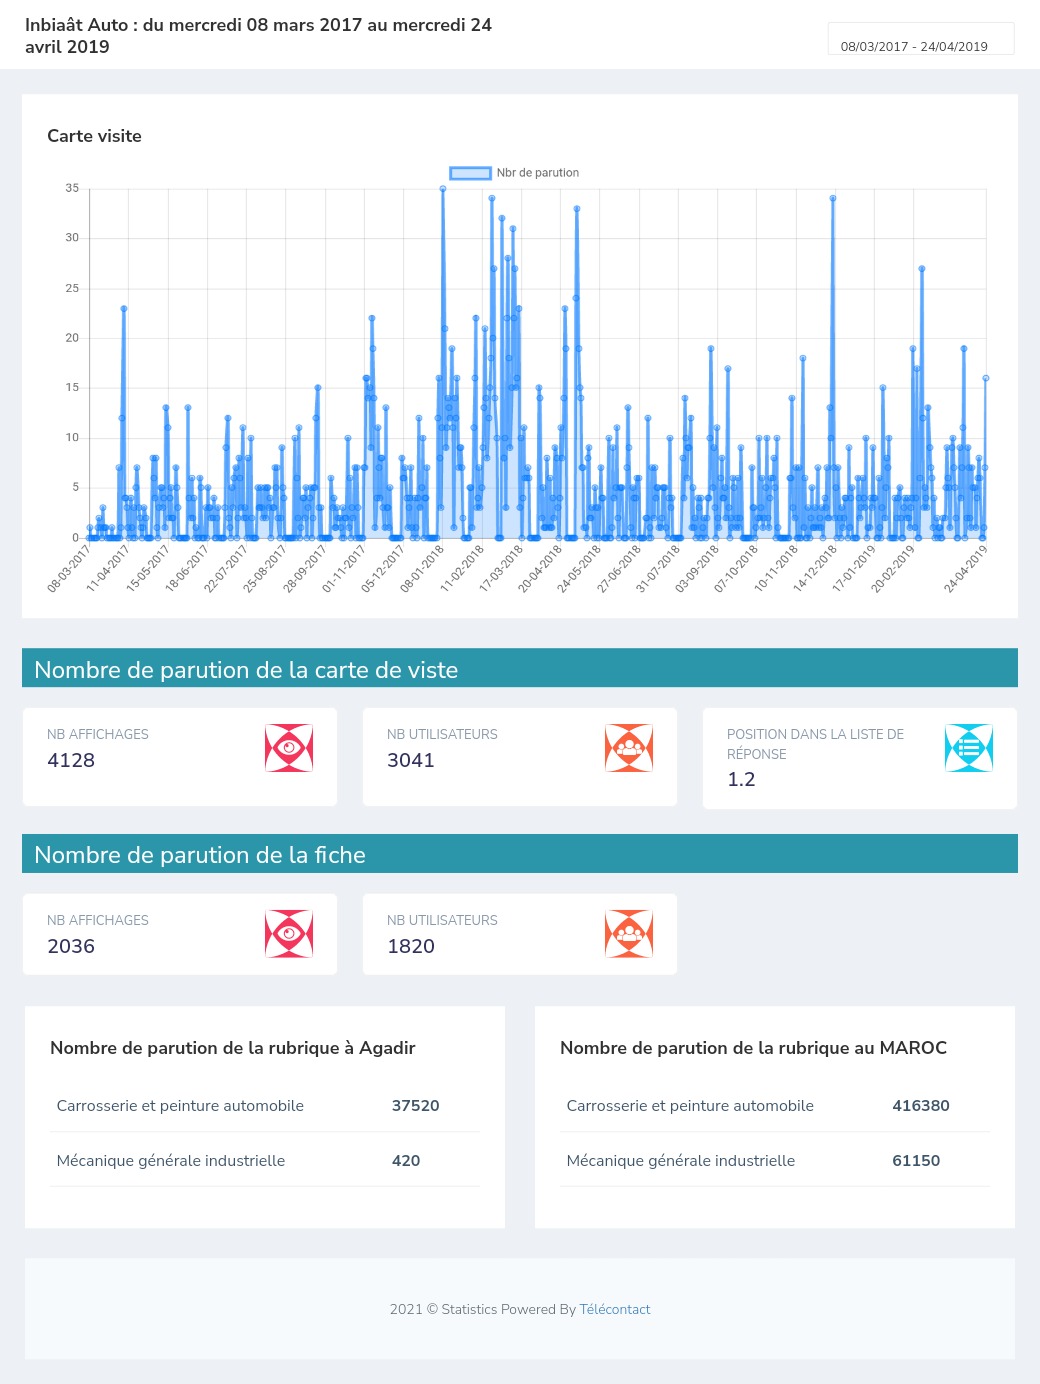 Inbiaât Auto : du mercredi 08 mars 2017 au mercredi 24
avril 2019
08/03/2017 - 24/04/2019
Carte visite
Nbr de parution
35
30
25
20
15
10
5
0
08-03-2017
11-04-2017
15-05-2017
18-06-2017
22-07-2017
25-08-2017
28-09-2017
01-11-2017
05-12-2017
08-01-2018
11-02-2018
17-03-2018
20-04-2018
24-05-2018
27-06-2018
31-07-2018
03-09-2018
07-10-2018
10-11-2018
14-12-2018
17-01-2019
20-02-2019
24-04-2019
Nombre de parution de la carte de viste
NB AFFICHAGES
4128
NB UTILISATEURS
3041
POSITION DANS LA LISTE DE
RÉPONSE
1.2
Nombre de parution de la fiche
NB AFFICHAGES
2036
NB UTILISATEURS
1820
Nombre de parution de la rubrique à Agadir
Carrosserie et peinture automobile 37520
Mécanique générale industrielle 420
Nombre de parution de la rubrique au MAROC
Carrosserie et peinture automobile 416380
Mécanique générale industrielle 61150
2021 © Statistics Powered By Télécontact